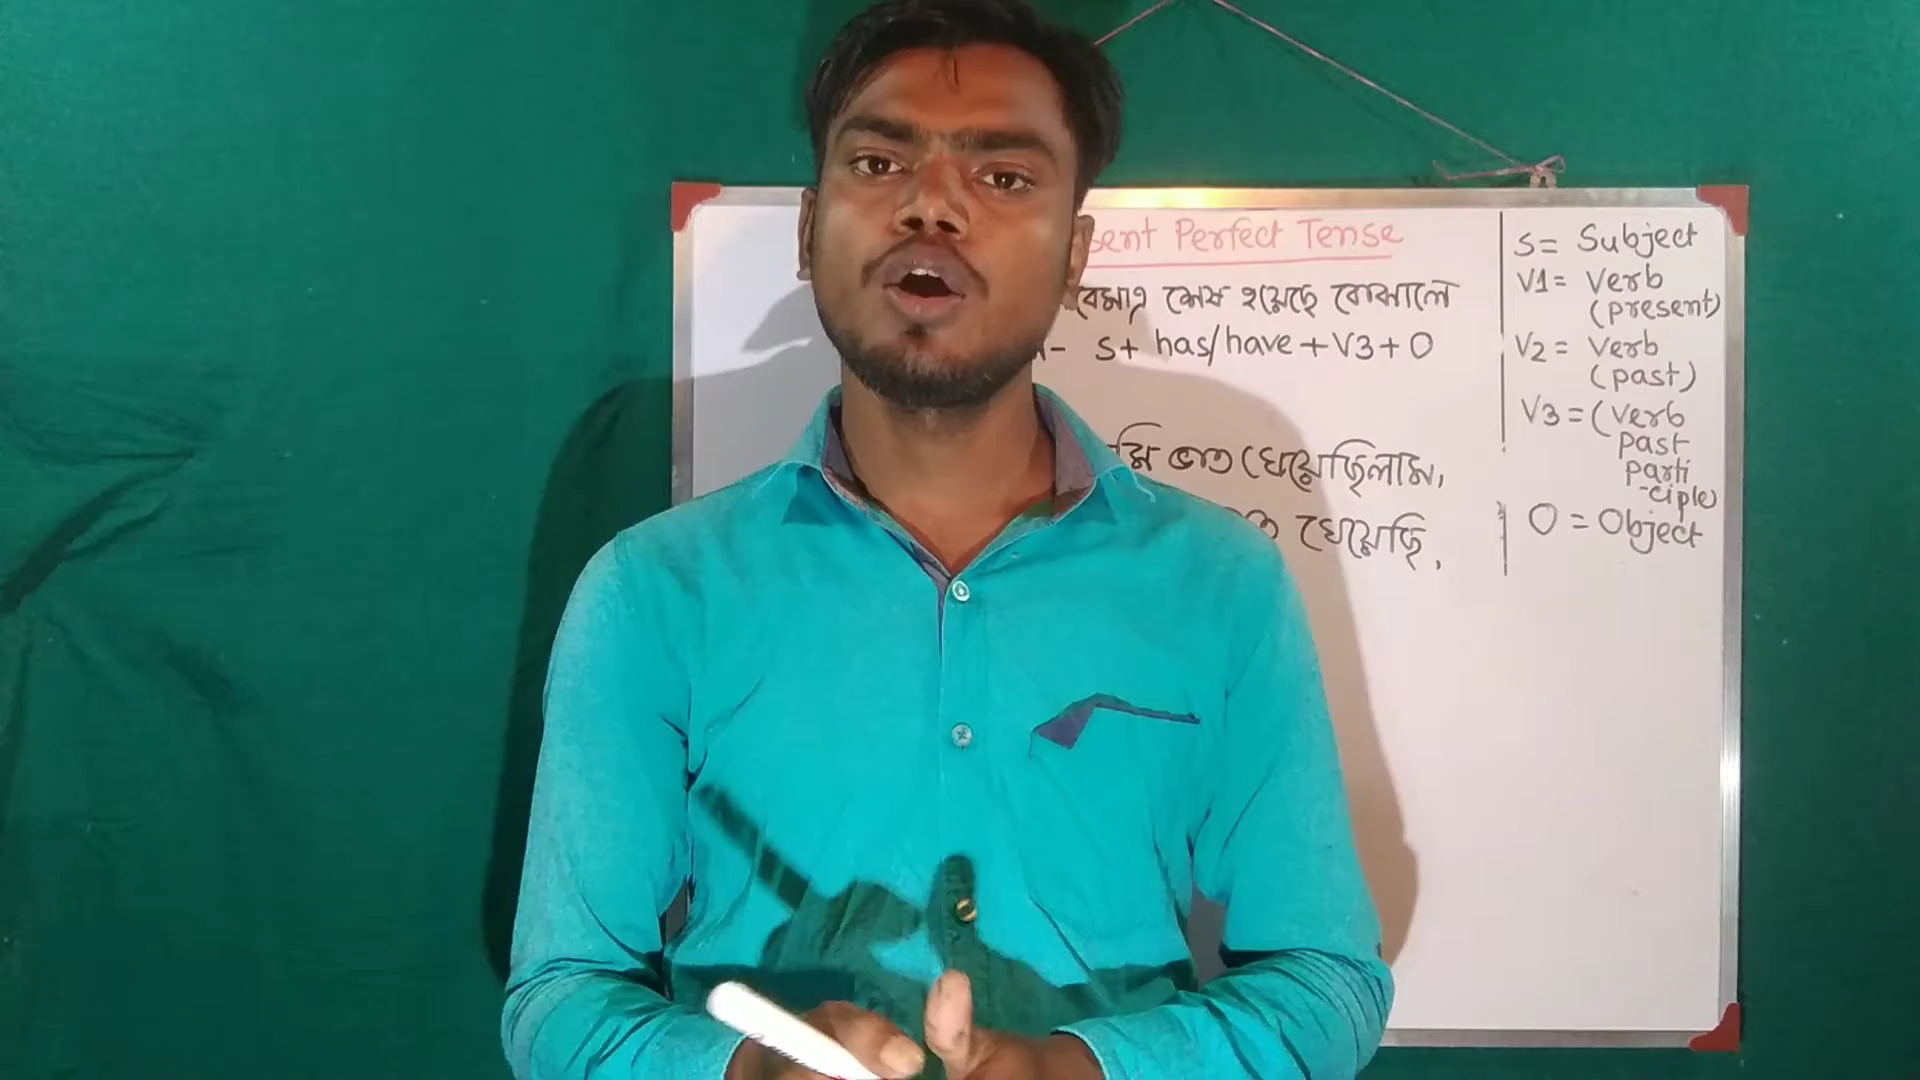 sent Perfect Tense
বেমাত্র শেষ হয়েছে বোঝালে
- S+ has/have + V3 + O
মি ভাত খেয়েছিলাম,
ত খেয়েছি.
S = Subject
V1 = Verb
(present)
V2 = Verb
(past)
V3 = (Verb
past
parti
-ciple)
O = Object